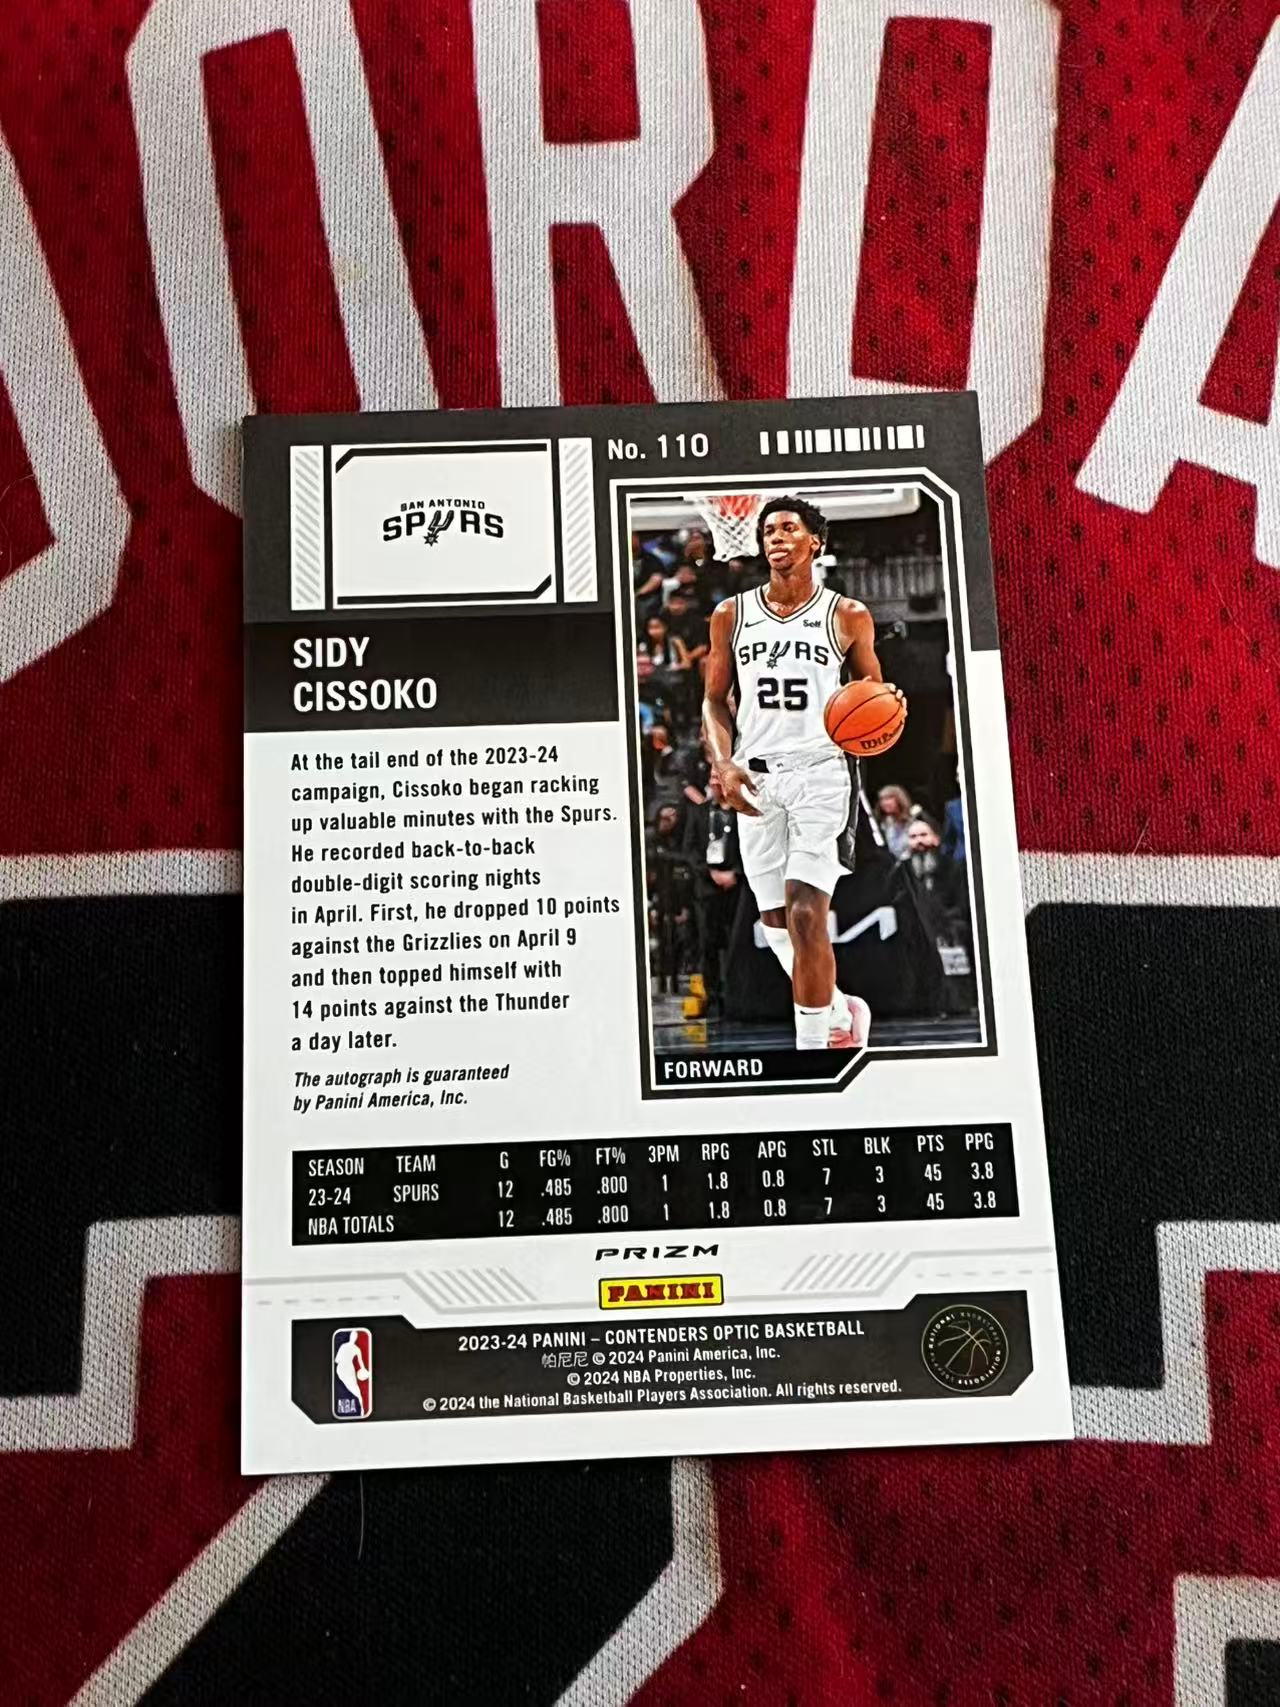 JORDA
No. 110
SAN ANTONIO
SPURS
SIDY
CISSOKO
Self
SPURS
25
Wilson
At the tail end of the 2023-24
campaign, Cissoko began racking
up valuable minutes with the Spurs.
He recorded back-to-back
double-digit scoring nights
in April. First, he dropped 10 points
against the Grizzlies on April 9
and then topped himself with
14 points against the Thunder
a day later.
The autograph is guaranteed
by Panini America, Inc.
FORWARD
SEASON TEAM G FG% FT% 3PM RPG APG STL BLK PTS PPG
23-24 SPURS 12 .485 .800 1 1.8 0.8 7 3 45 3.8
NBA TOTALS 12 .485 .800 1 1.8 0.8 7 3 45 3.8
PRIZM
PANINI
2023-24 PANINI – CONTENDERS OPTIC BASKETBALL
帕尼尼 © 2024 Panini America, Inc.
© 2024 NBA Properties, Inc.
© 2024 the National Basketball Players Association. All rights reserved.
NBA
NATIONAL BASKETBALL PLAYERS ASSOCIATION